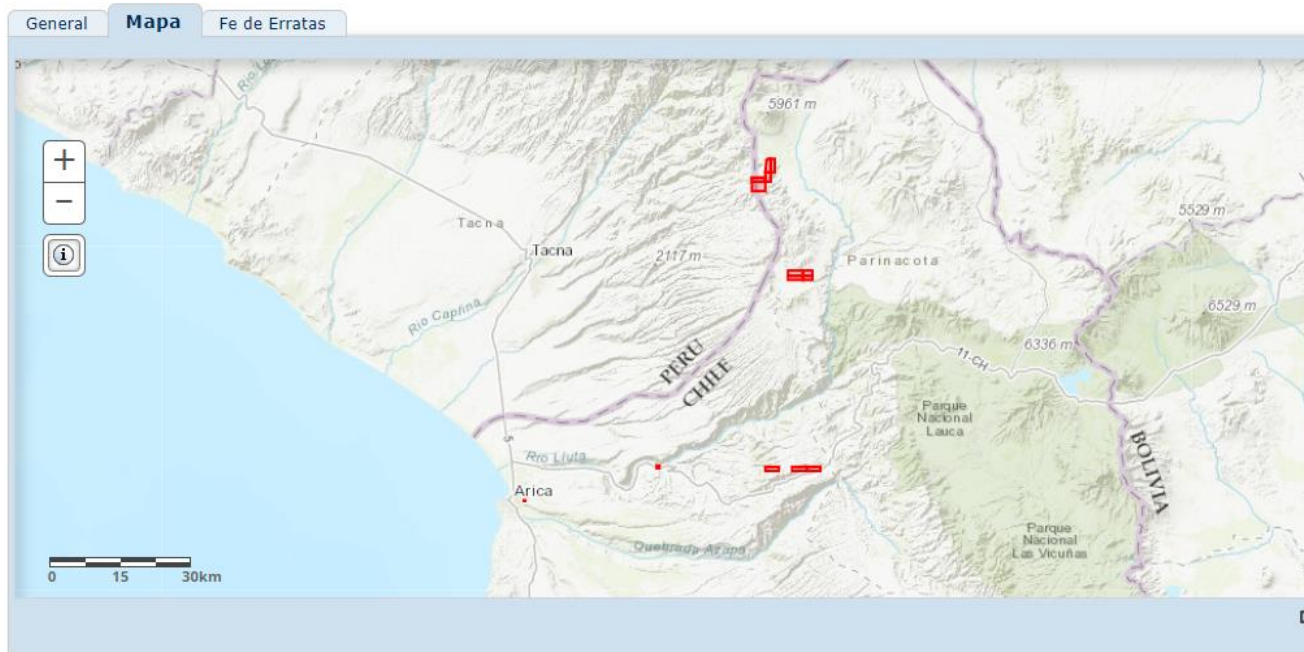 General
Mapa
Fe de Erratas
5961 m
+
−
i
5529 m
Tacna
Tacna
2117 m
Parinacota
6529 m
Rio Caplina
PERU
CHILE
11-CH
6336 m
Parque
Nacional
Lauca
5
Rio Lluta
BOLIVIA
Arica
Parque
Nacional
Las Vicuñas
Quebrada Azapa
0 15 30km